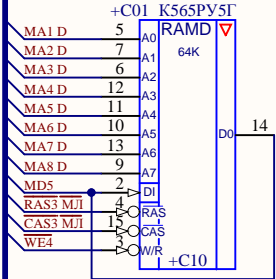 +C01 К565РУ5Г
MA1 D 5 A0 RAMD
MA2 D 7 A1 64K
MA3 D 6 A2
MA4 D 12 A3
MA5 D 11 A4
MA6 D 10 A5 D0 14
MA7 D 13 A6
MA8 D 9 A7
MD5 2 DI
RAS3 МЛ 4 RAS
CAS3 МЛ 15 CAS
WE4 3 W/R
+C10